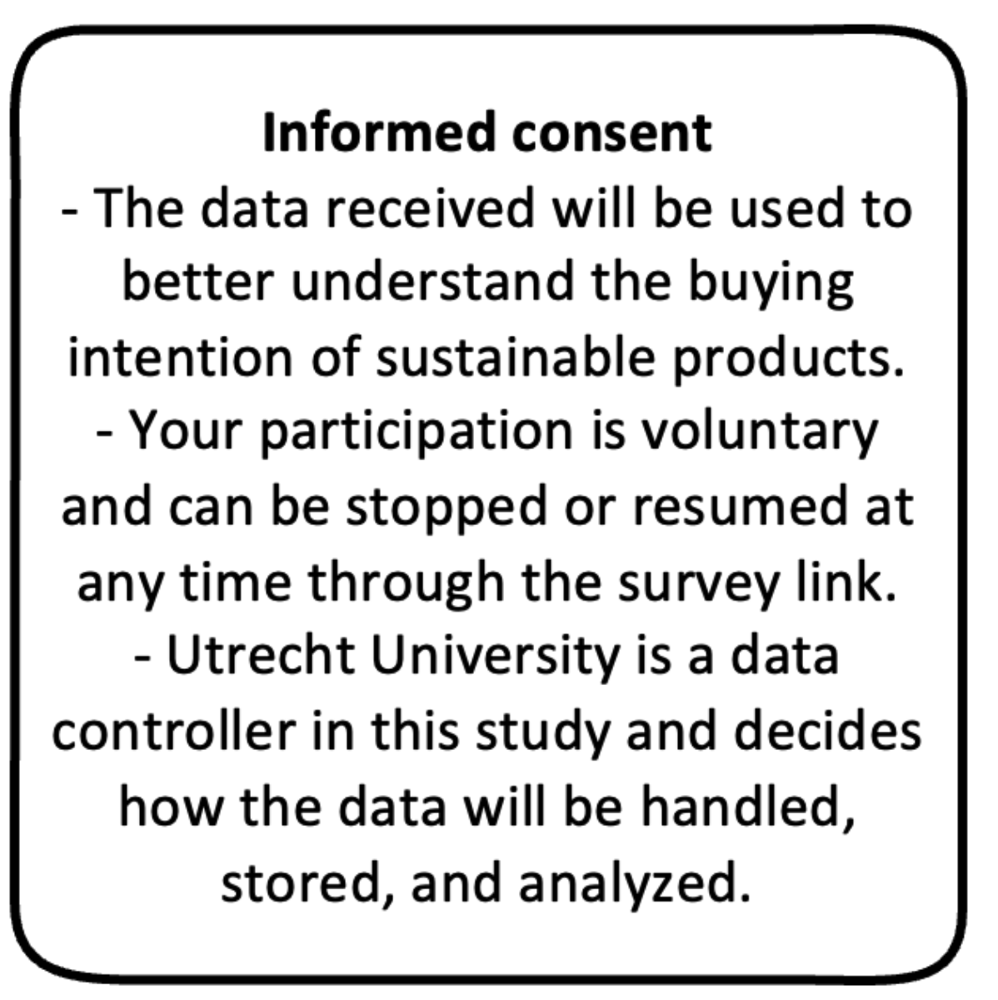 Informed consent
- The data received will be used to
better understand the buying
intention of sustainable products.
- Your participation is voluntary
and can be stopped or resumed at
any time through the survey link.
- Utrecht University is a data
controller in this study and decides
how the data will be handled,
stored, and analyzed.